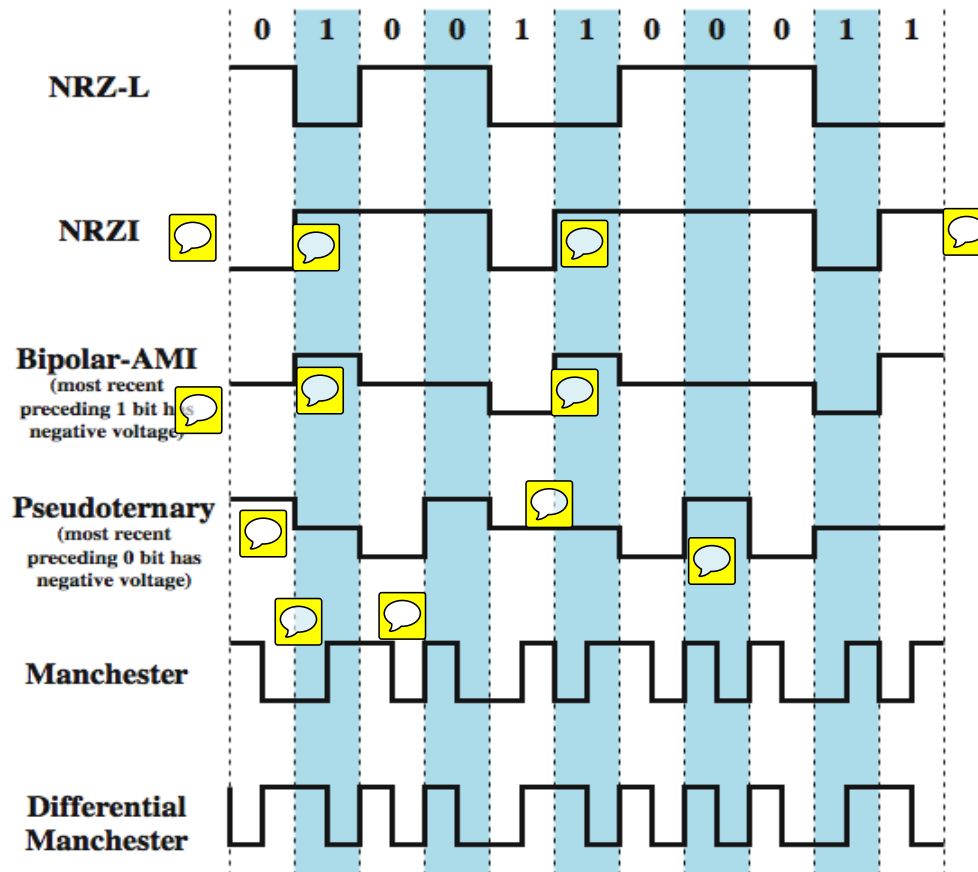 0 1 0 0 1 1 0 0 0 1 1
NRZ-L
NRZI
Bipolar-AMI
(most recent
preceding 1 bit has
negative voltage)
Pseudoternary
(most recent
preceding 0 bit has
negative voltage)
Manchester
Differential
Manchester